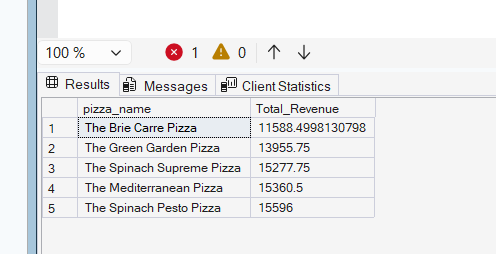 100 % 1 0
Results Messages Client Statistics
pizza_name Total_Revenue
1 The Brie Carre Pizza 11588.4998130798
2 The Green Garden Pizza 13955.75
3 The Spinach Supreme Pizza 15277.75
4 The Mediterranean Pizza 15360.5
5 The Spinach Pesto Pizza 15596